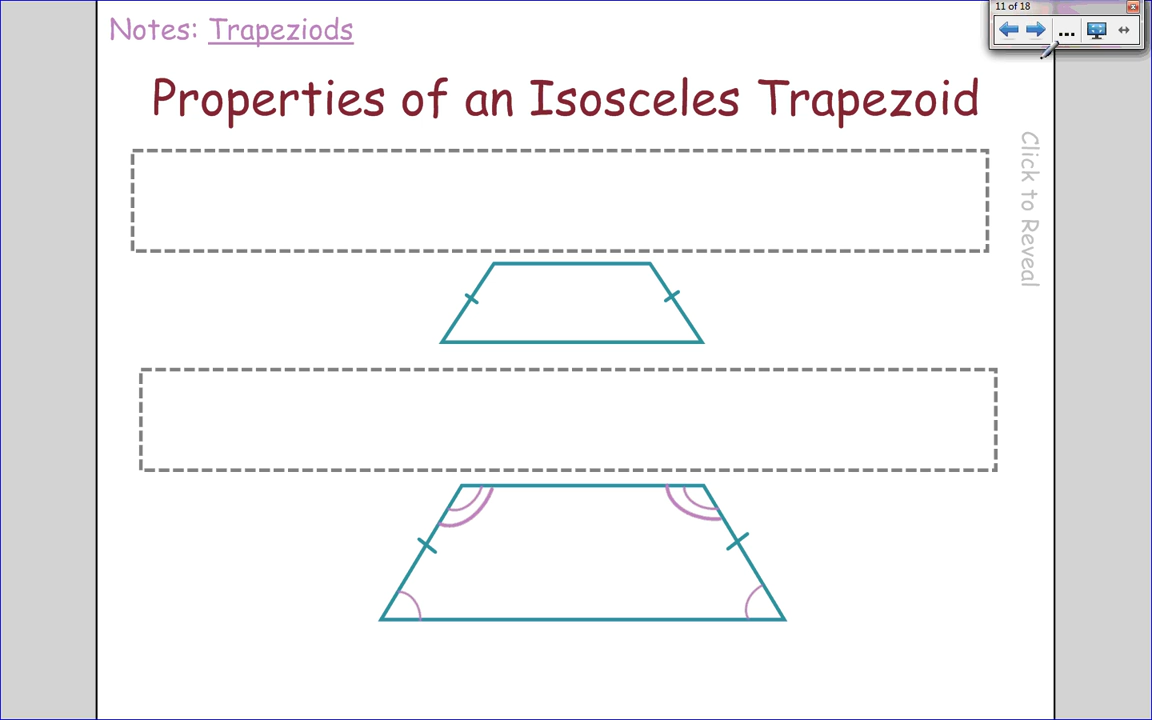 11 of 18
Notes: Trapeziods
Properties of an Isosceles Trapezoid
Click to Reveal